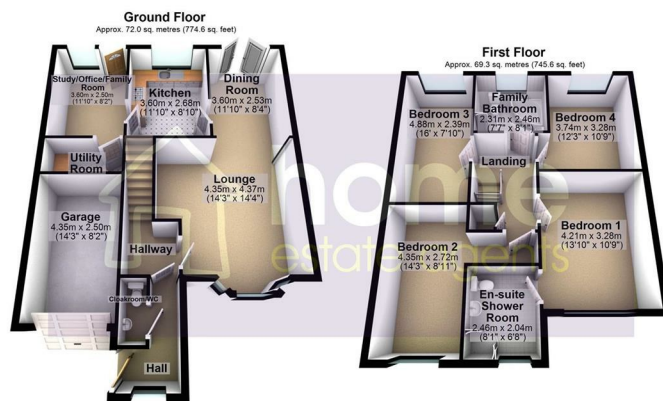 Ground Floor
Approx. 72.0 sq. metres (774.6 sq. feet)
Study/Office/Family
Room
3.60m x 2.50m
(11'10" x 8'2")
Kitchen
3.60m x 2.68m
(11'10" x 8'10")
Dining
Room
3.60m x 2.53m
(11'10" x 8'4")
Utility
Room
Lounge
4.35m x 4.37m
(14'3" x 14'4")
Garage
4.35m x 2.50m
(14'3" x 8'2")
Hallway
Cloakroom/WC
Hall
First Floor
Approx. 69.3 sq. metres (745.6 sq. feet)
Bedroom 3
4.88m x 2.39m
(16' x 7'10")
Family
Bathroom
2.31m x 2.46m
(7'7" x 8'1")
Bedroom 4
3.74m x 3.28m
(12'3" x 10'9")
Landing
Bedroom 2
4.35m x 2.72m
(14'3" x 8'11")
Bedroom 1
4.21m x 3.28m
(13'10" x 10'9")
En-suite
Shower
Room
2.46m x 2.04m
(8'1" x 6'8")
home
estate agents